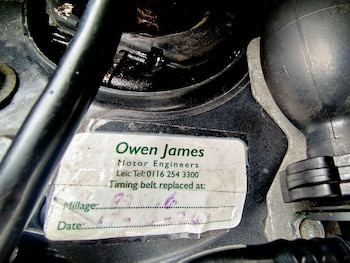 Owen James
Motor Engineers
Leic Tel: 0116 254 3300
Timing belt replaced at:
Millage:
Date: